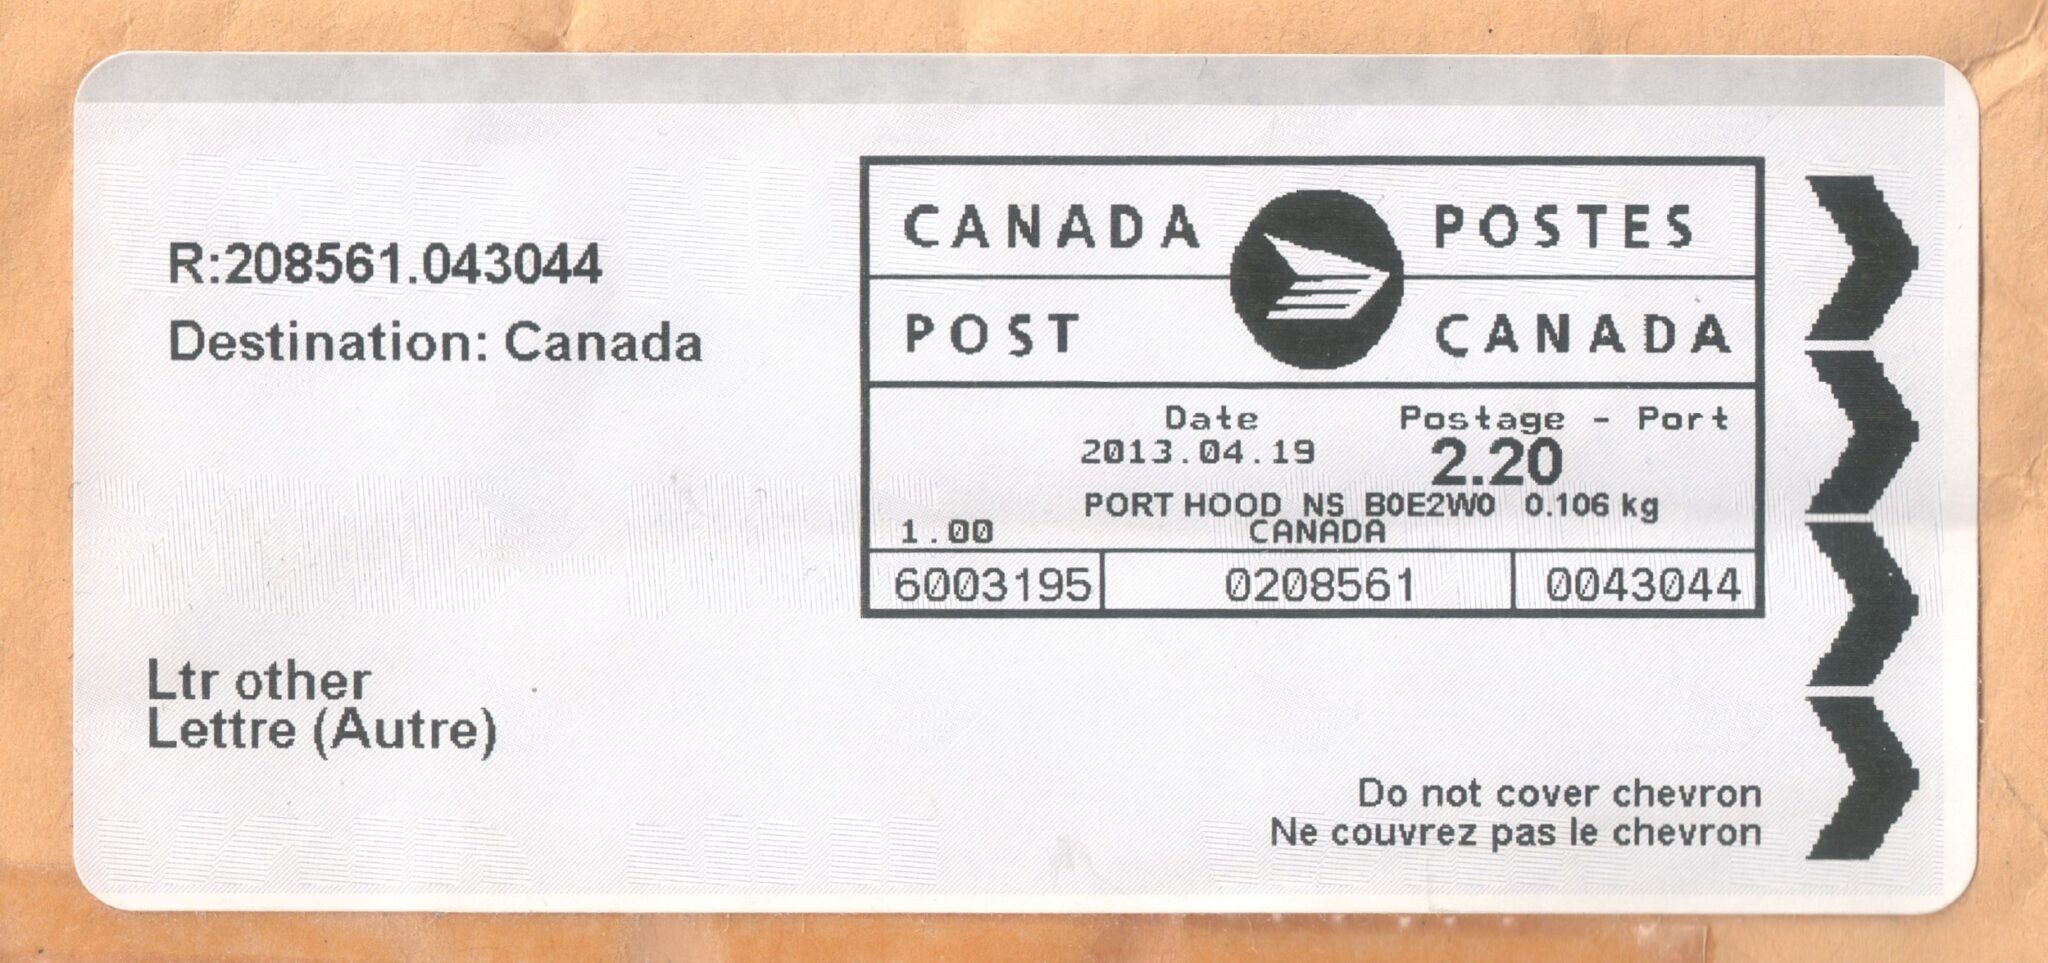 R:208561.043044
Destination: Canada
CANADA POSTES
POST CANADA
Date Postage - Port
2013.04.19 2.20
PORT HOOD NS B0E2W0 0.106 kg
1.00 CANADA
6003195 0208561 0043044
Ltr other
Lettre (Autre)
Do not cover chevron
Ne couvrez pas le chevron